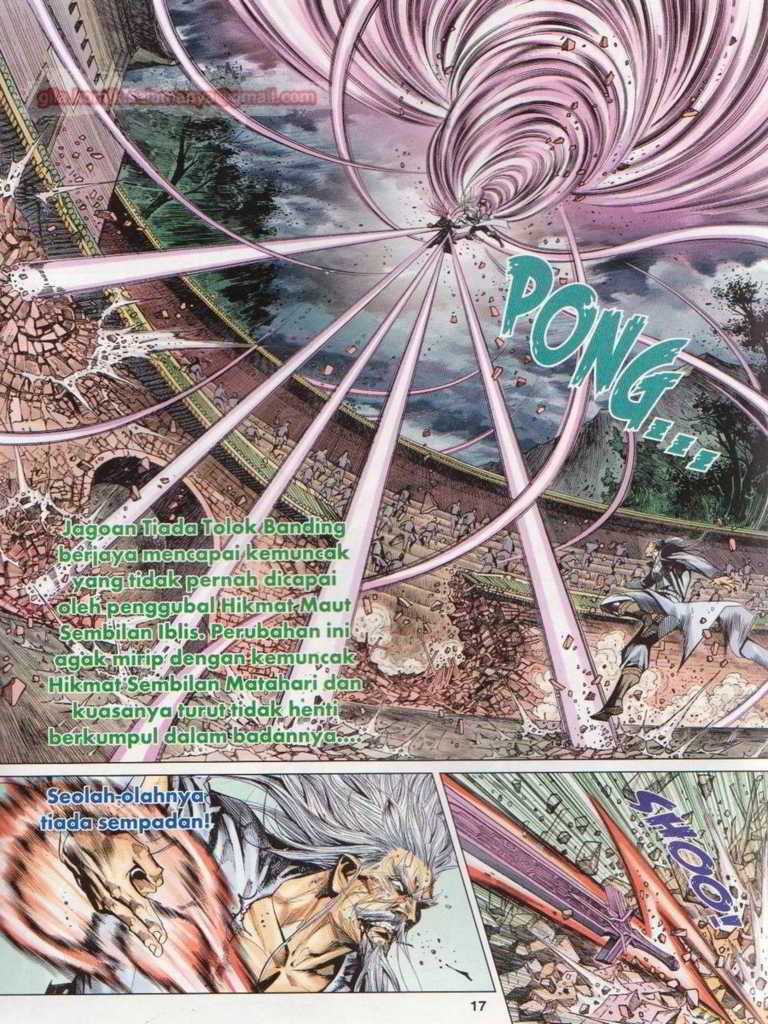 PONGZZZ...
Jagoan Tiada Tolok Banding
berjaya mencapai kemuncak
yang tidak pernah dicapai
oleh penggubal Hikmat Maut
Sembilan Iblis. Perubahan ini
agak mirip dengan kemuncak
Hikmat Sembilan Matahari dan
kuasanya turut tidak henti
berkumpul dalam badannya....
Seolah-olahnya
tiada sempadan!
SHOO!
17